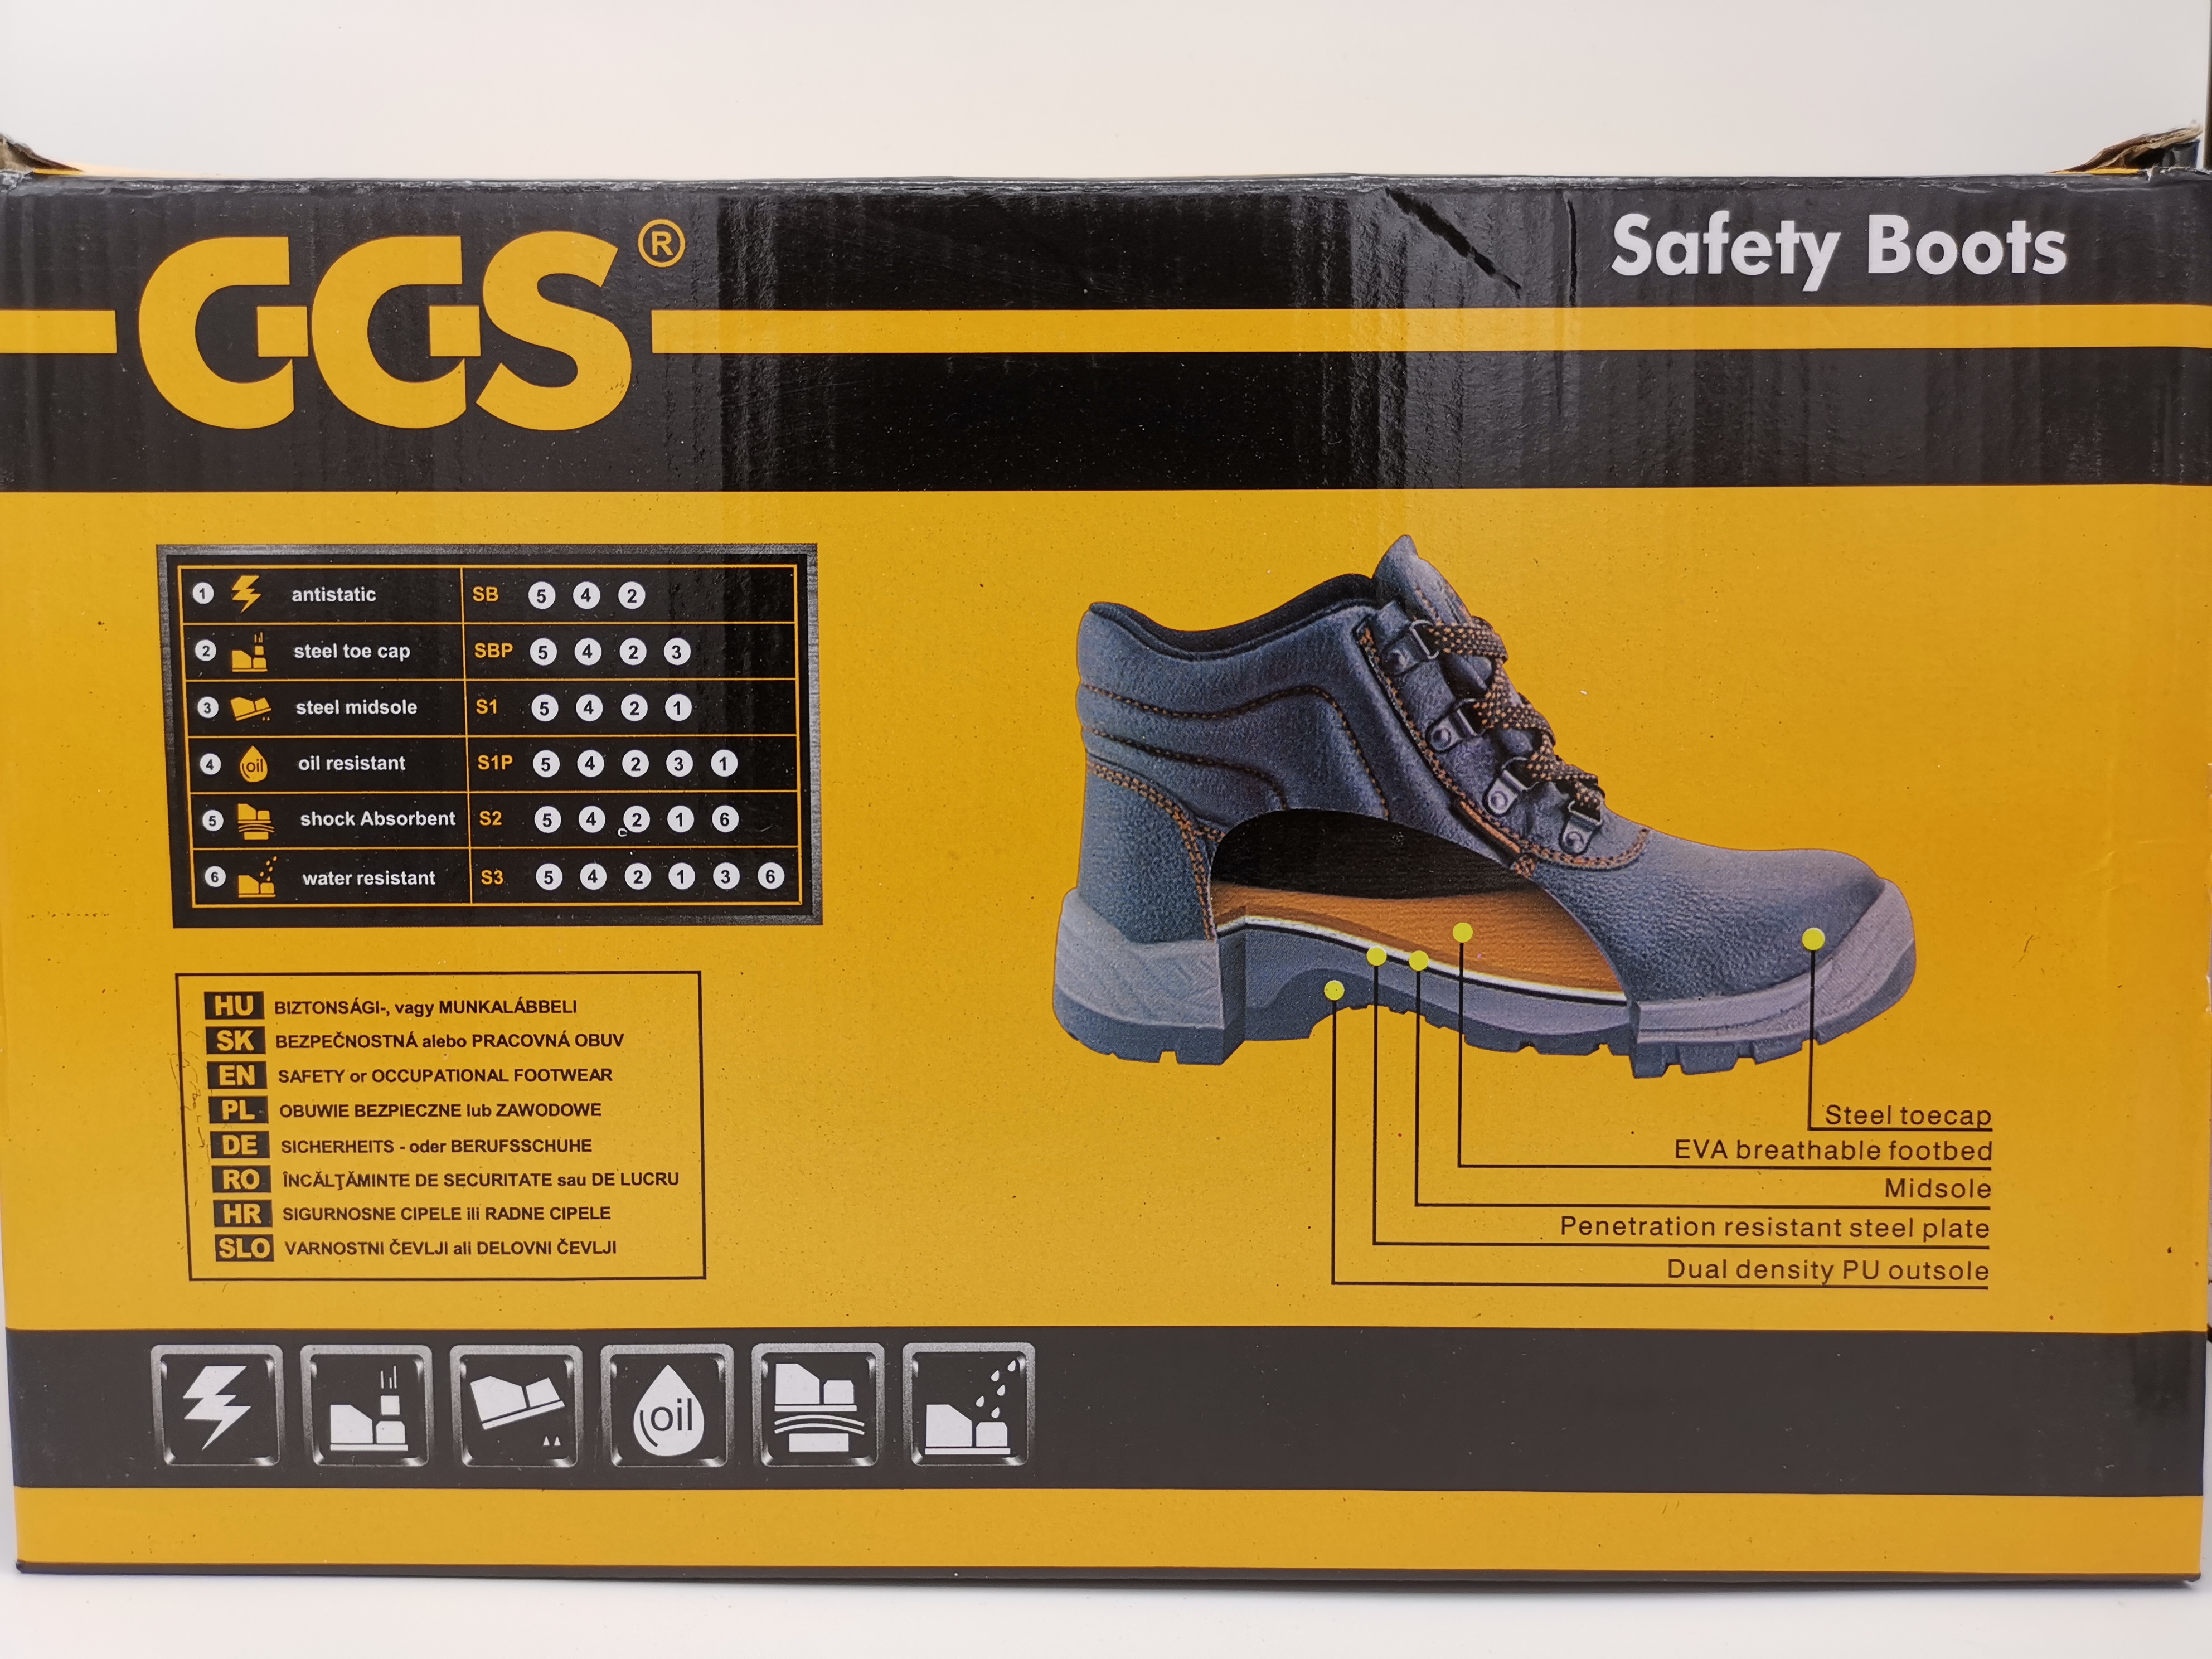 GGS®
Safety Boots
1 antistatic SB 5 4 2
2 steel toe cap SBP 5 4 2 3
3 steel midsole S1 5 4 2 1
4 oil oil resistant S1P 5 4 2 3 1
5 shock Absorbent S2 5 4 2 1 6
6 water resistant S3 5 4 2 1 3 6
HU BIZTONSÁGI-, vagy MUNKALÁBBELI
SK BEZPEČNOSTNÁ alebo PRACOVNÁ OBUV
EN SAFETY or OCCUPATIONAL FOOTWEAR
PL OBUWIE BEZPIECZNE lub ZAWODOWE
DE SICHERHEITS - oder BERUFSSCHUHE
RO ÎNCĂLŢĂMINTE DE SECURITATE sau DE LUCRU
HR SIGURNOSNE CIPELE ili RADNE CIPELE
SLO VARNOSTNI ČEVLJI ali DELOVNI ČEVLJI
Steel toecap
EVA breathable footbed
Midsole
Penetration resistant steel plate
Dual density PU outsole
oil